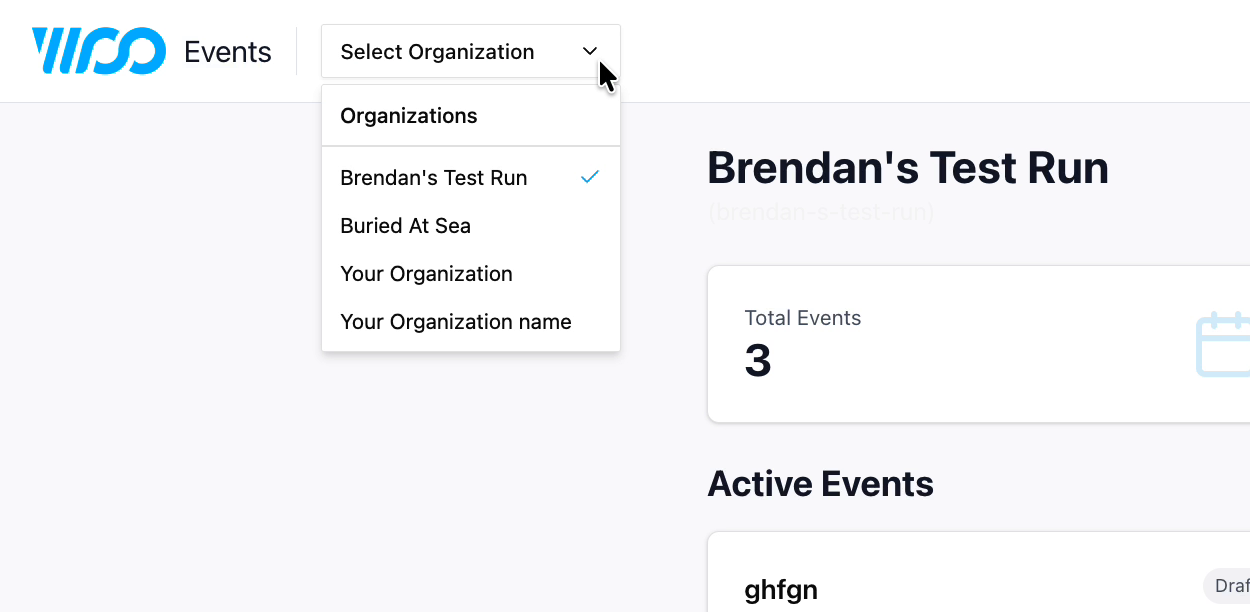 Events
Select Organization
Organizations
Brendan's Test Run
Buried At Sea
Your Organization
Your Organization name
Brendan's Test Run
(brendan-s-test-run)
Total Events
3
Active Events
ghfgn
Draf